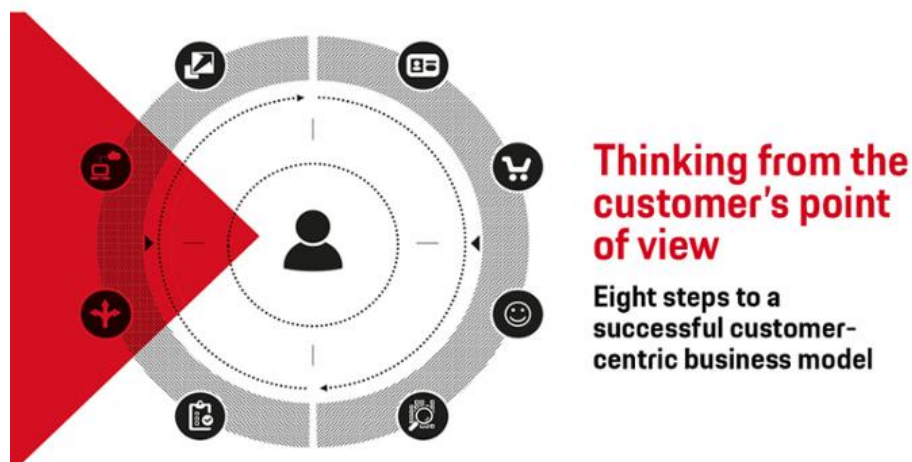 Thinking from the
customer's point
of view
Eight steps to a
successful customer-
centric business model